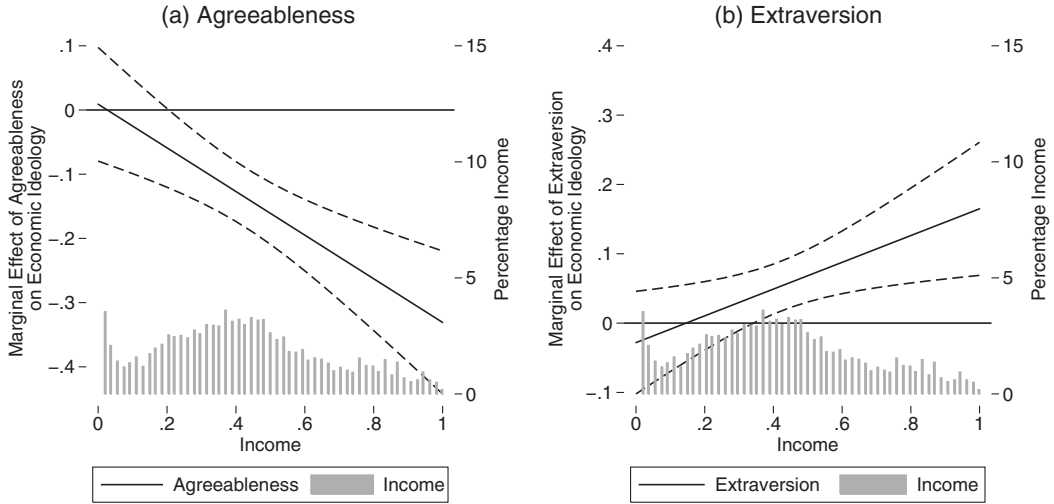 (a) Agreeableness
Marginal Effect of Agreeableness
on Economic Ideology
.1
0
-.1
-.2
-.3
-.4
15
10
5
0
Percentage Income
0 .2 .4 .6 .8 1
Income
Agreeableness Income
(b) Extraversion
Marginal Effect of Extraversion
on Economic Ideology
.4
.3
.2
.1
0
-.1
15
10
5
0
Percentage Income
0 .2 .4 .6 .8 1
Income
Extraversion Income